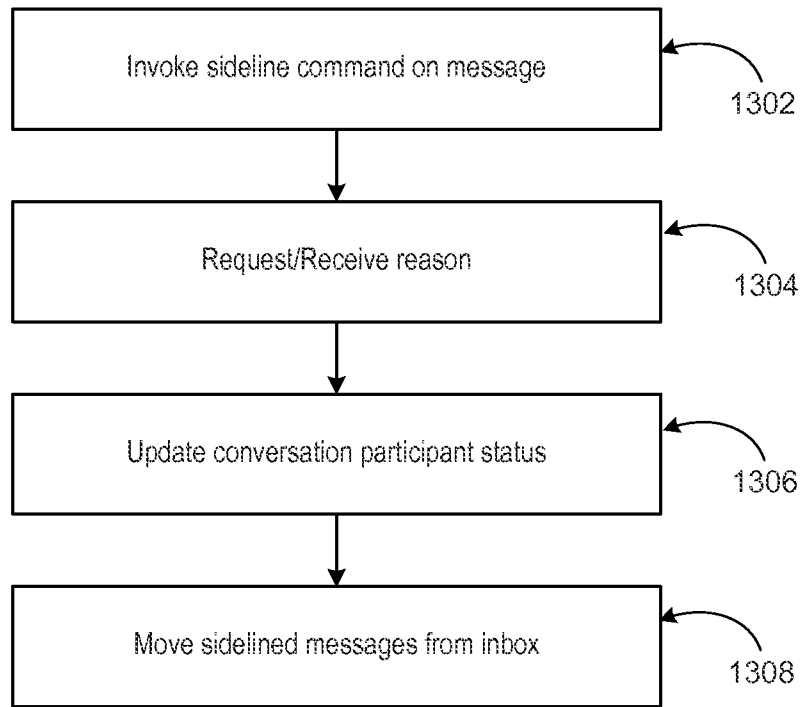 Invoke sideline command on message
1302
Request/Receive reason
1304
Update conversation participant status
1306
Move sidelined messages from inbox
1308